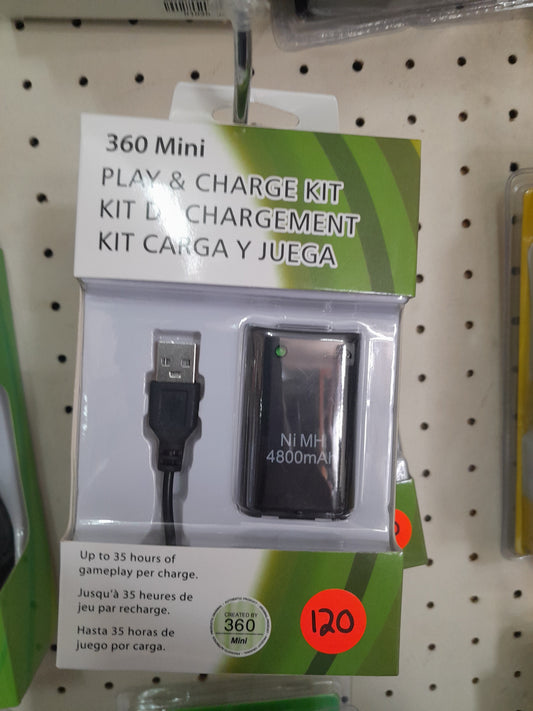 360 Mini
PLAY & CHARGE KIT
KIT DE CHARGEMENT
KIT CARGA Y JUEGA
Ni MH
4800mAh
Up to 35 hours of
gameplay per charge.
Jusqu'à 35 heures de
jeu par recharge.
Hasta 35 horas de
juego por carga.
CREATED BY
360
Mini
120